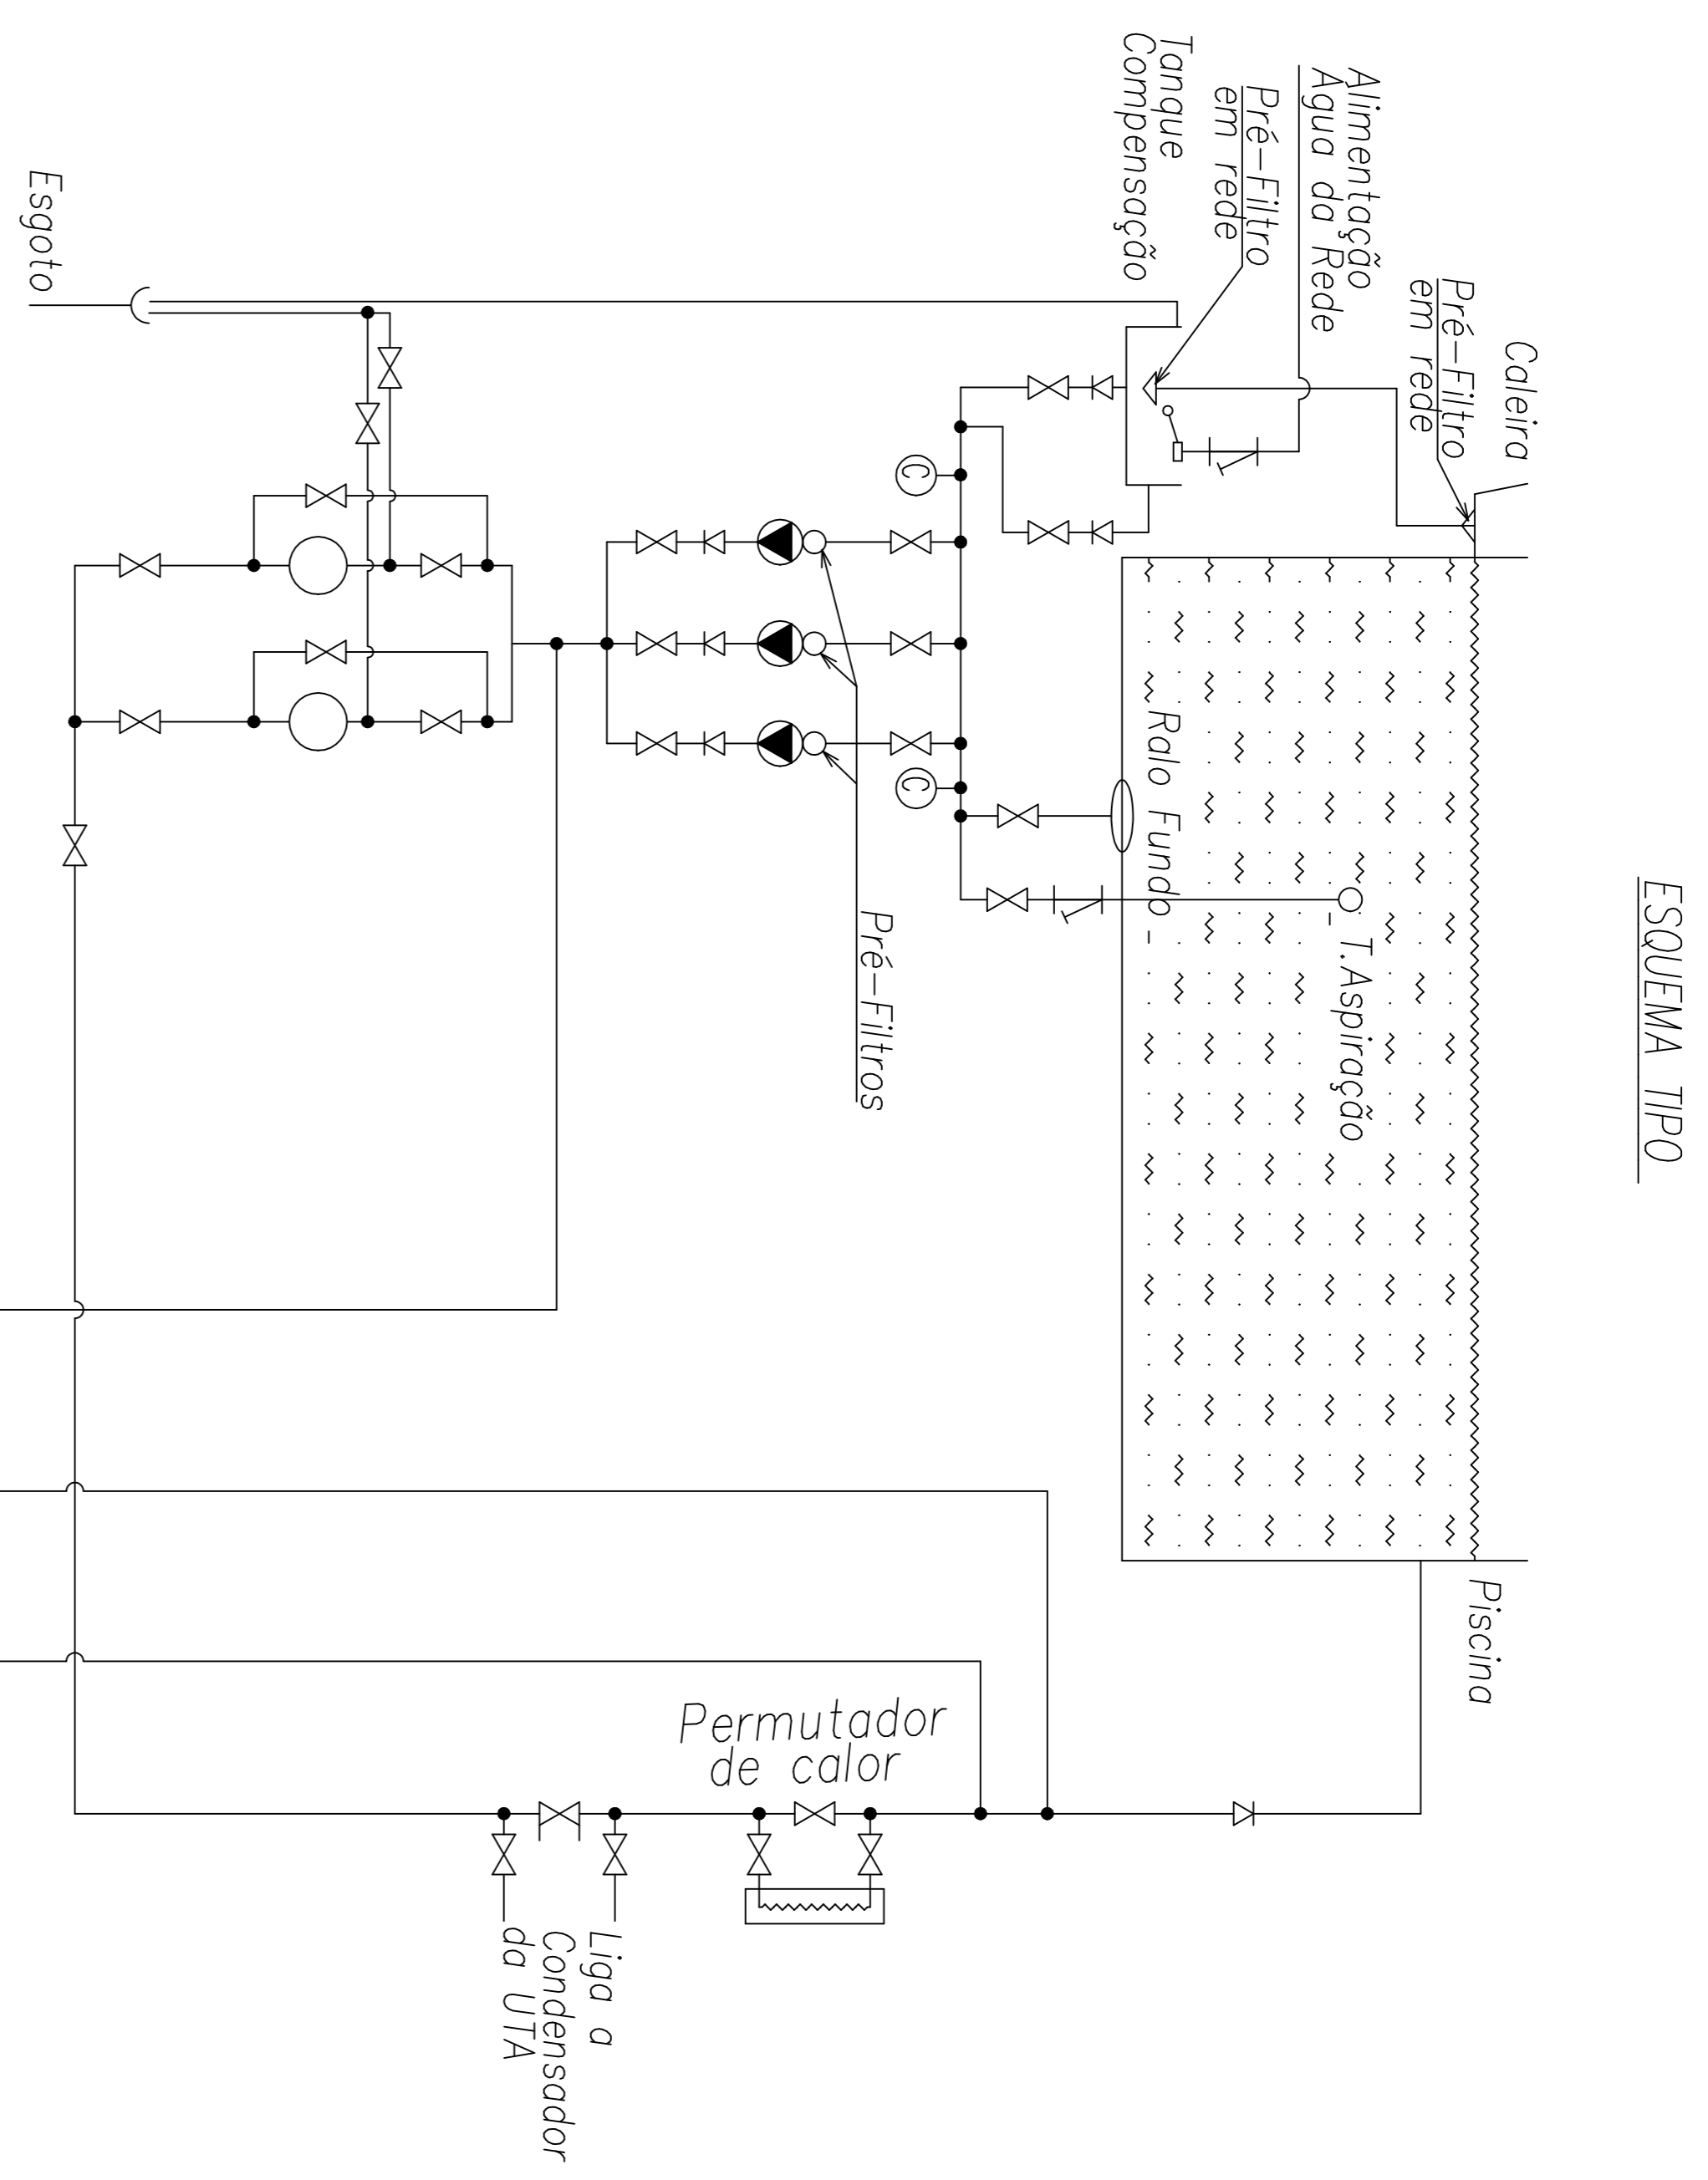 ESQUEMA TIPO
Caleira
Pré-Filtro
em rede
Alimentação
Agua da Rede
Pré-Filtro
em rede
Tanque
Compensação
Piscina
T.Aspiração
Ralo Fundo
C
C
Pré-Filtros
Esgoto
Permutador
de calor
Liga a
Condensador
da UTA